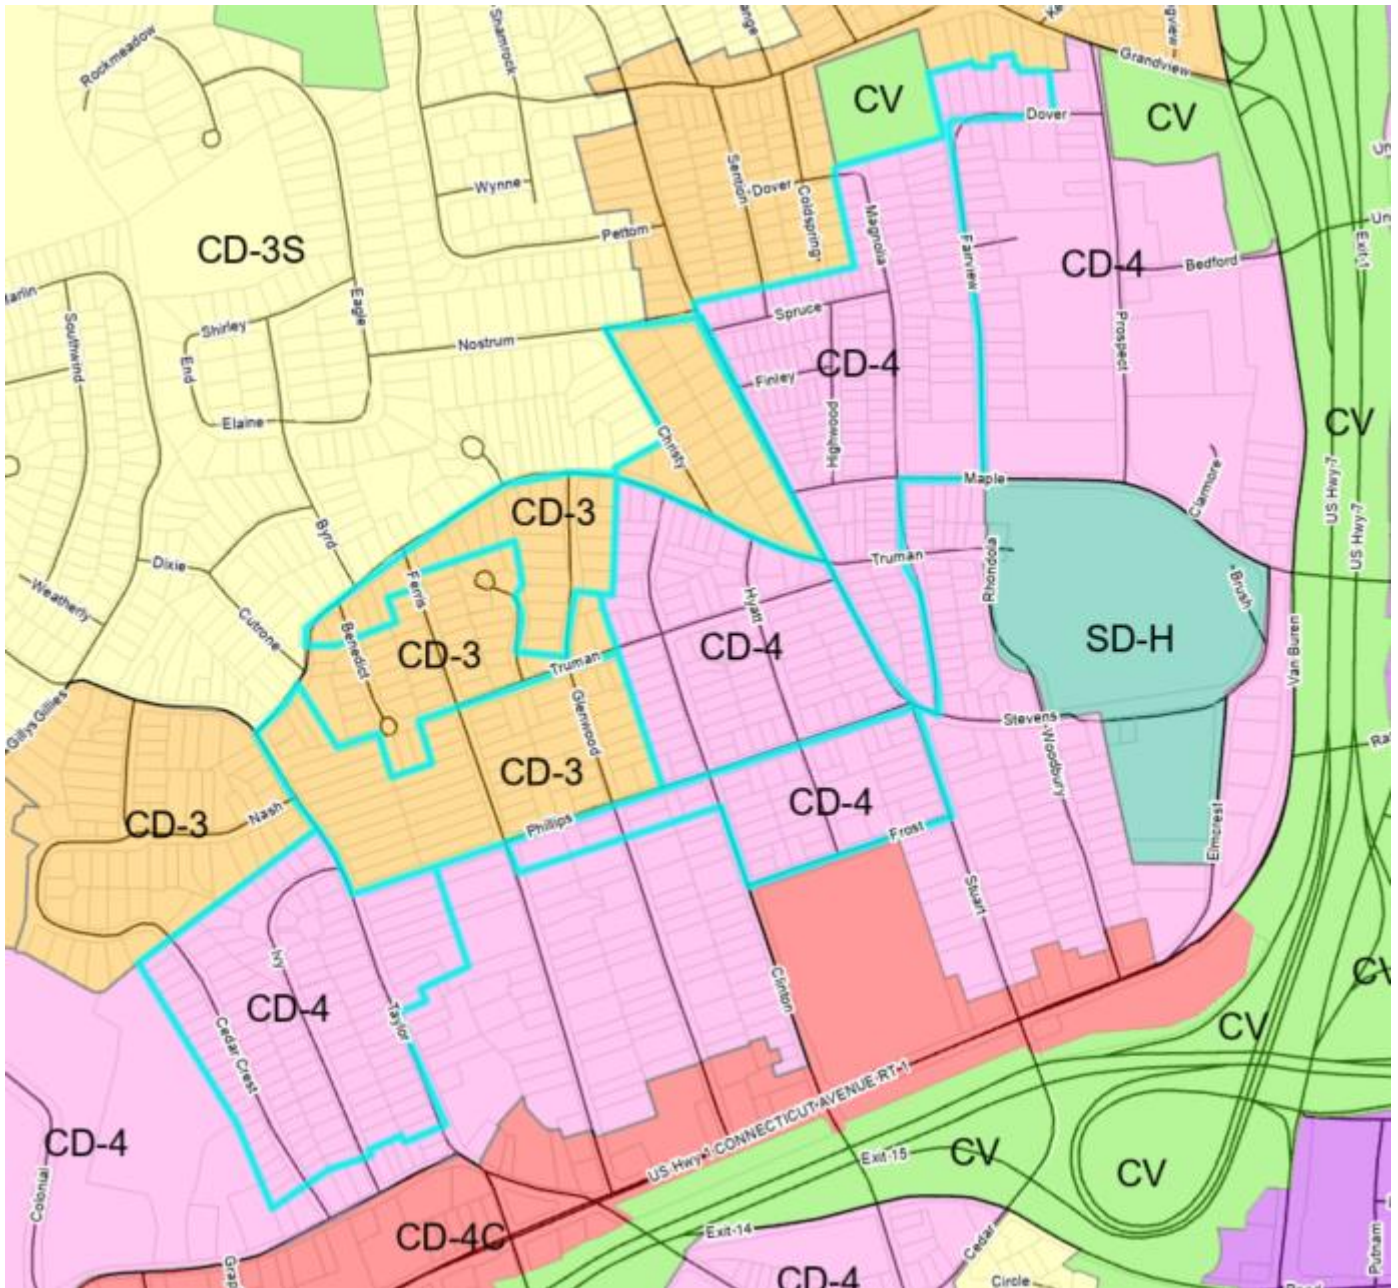 Rockmeadow
Shamrock
Grandview
CV
CV
Dover
Wynne
Sention
Dover
Coldspring
Pettom
Magnolia
Fairview
CD-3S
CD-4
Bedford
Exit-1
Southwind
Eagle
Shirley
End
Nostrum
Spruce
Prospect
CD-4
Finley
Elaine
Christy
Highwood
CV
US Hwy-7
US Hwy-7
Maple
Clarmore
CD-3
Byrd
Dixie
Weatherly
Ferris
Truman
Rhondola
Brush
Hyatt
Cutrone
Benedict
CD-3
Truman
CD-4
SD-H
Van Buren
Gillys Gillies
Glenwood
Stevens
Woodbury
CD-3
CD-4
Nash
CD-3
Phillips
Frost
Elmcrest
Stuart
Ivy
Clinton
CD-4
Taylor
Cedar Crest
CV
CV
US Hwy-1 CONNECTICUT AVENUE-RT-1
CD-4
Colonial
Exit-15
CV
CV
CD-4C
Exit-14
Cedar
Putnam
Circle
CD-4